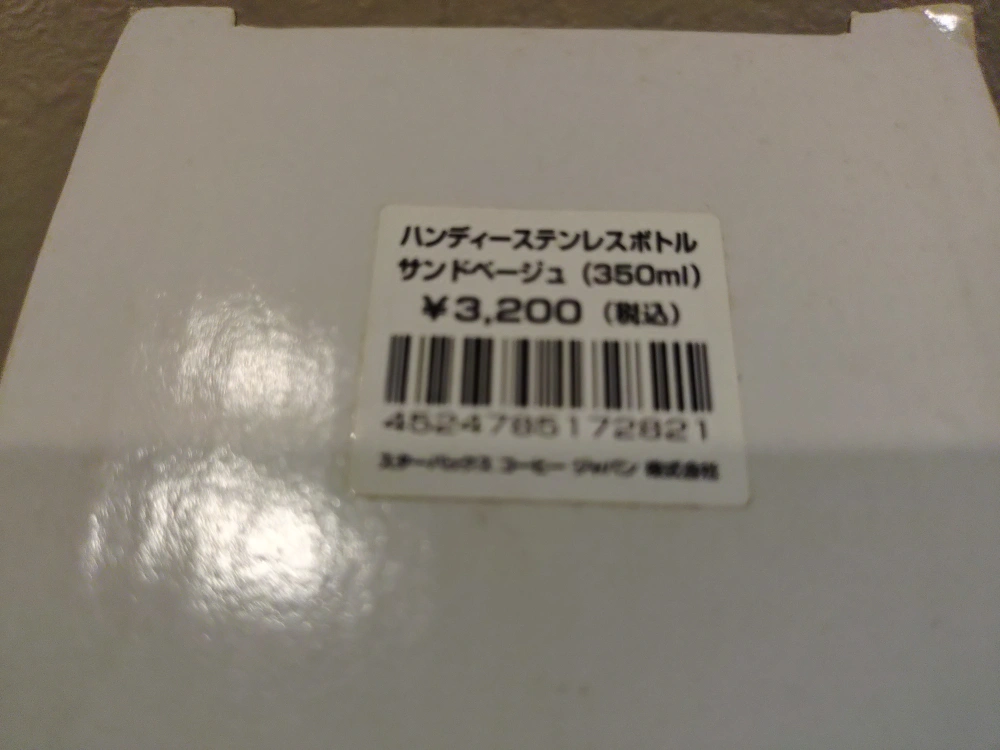 ハンディーステンレスボトル
サンドベージュ（350ml）
￥3,200（税込）
4524785172821
スターバックス コーヒー ジャパン 株式会社